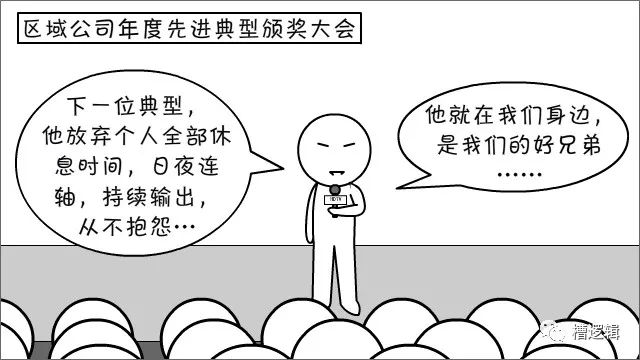 区域公司年度先进典型颁奖大会
下一位典型，
他放弃个人全部休
息时间，日夜连
轴，持续输出，
从不抱怨…
他就在我们身边，
是我们的好兄弟
……
HDTV
槽逻辑